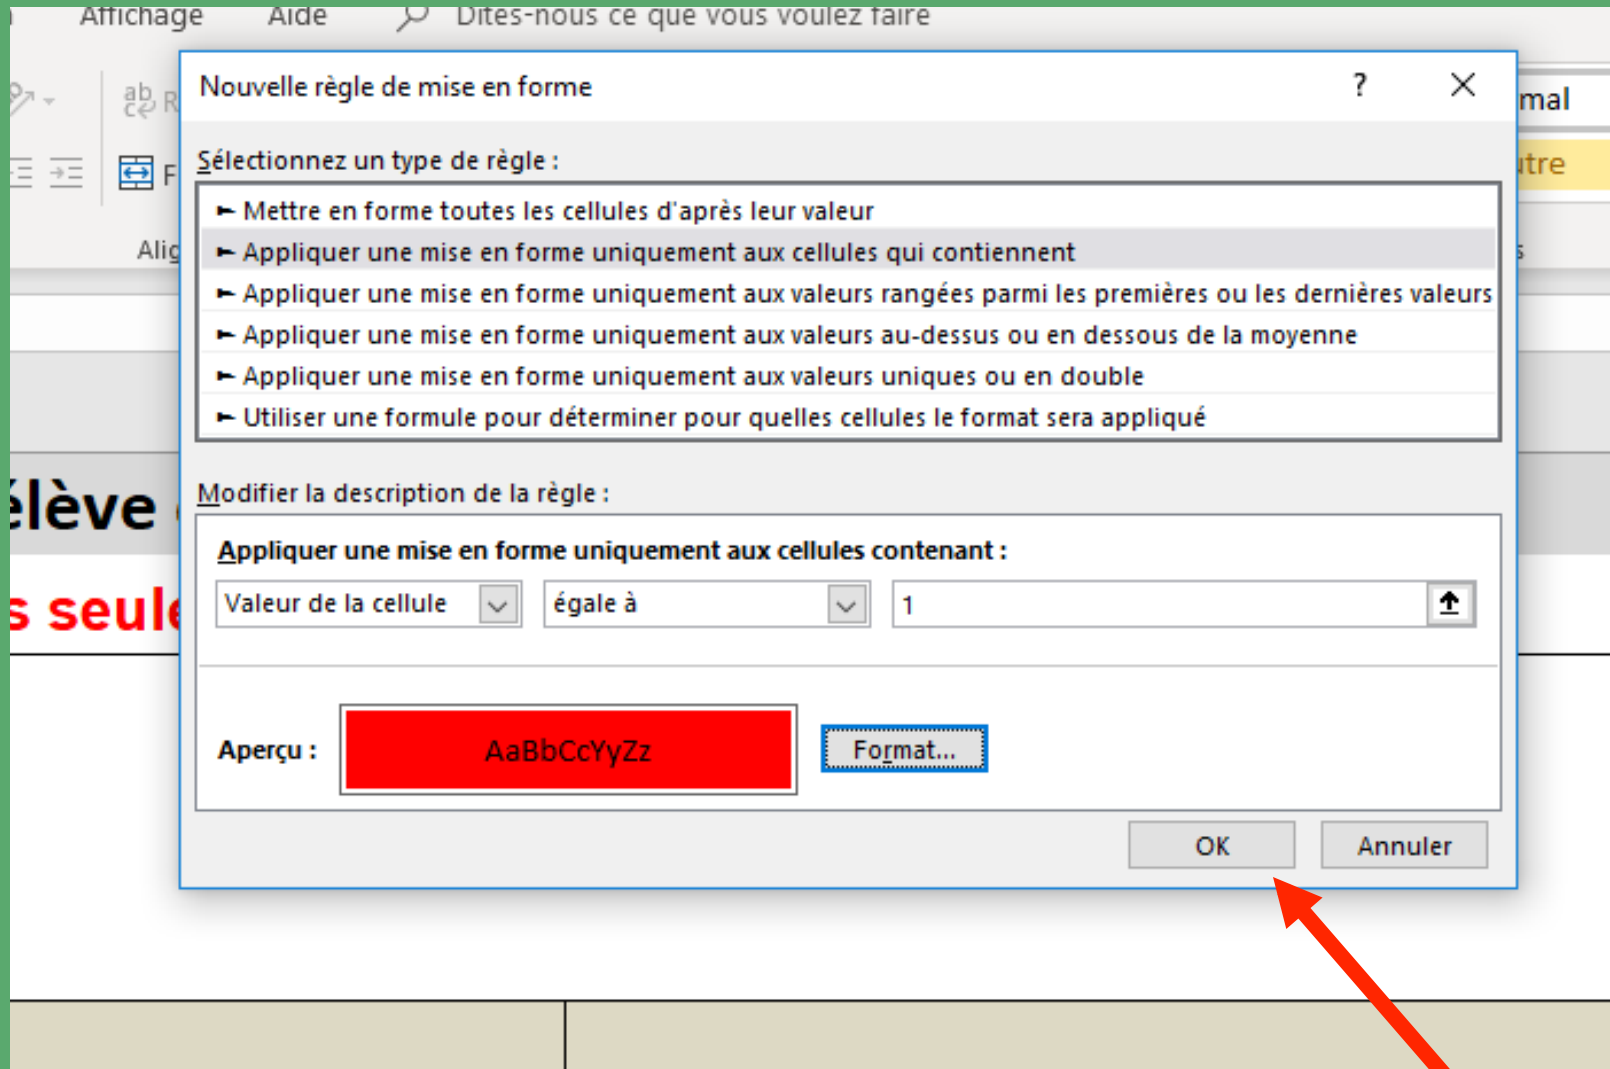 Affichage Aide Dites-nous ce que vous voulez faire
Nouvelle règle de mise en forme ? mal
ab
c R
Sélectionnez un type de règle :
F
utre
Mettre en forme toutes les cellules d'après leur valeur
Alig
Appliquer une mise en forme uniquement aux cellules qui contiennent
s
Appliquer une mise en forme uniquement aux valeurs rangées parmi les premières ou les dernières valeurs
Appliquer une mise en forme uniquement aux valeurs au-dessus ou en dessous de la moyenne
Appliquer une mise en forme uniquement aux valeurs uniques ou en double
Utiliser une formule pour déterminer pour quelles cellules le format sera appliqué
Modifier la description de la règle :
élève
Appliquer une mise en forme uniquement aux cellules contenant :
s seule
Valeur de la cellule égale à 1
Aperçu : AaBbCcYyZz Format...
OK Annuler